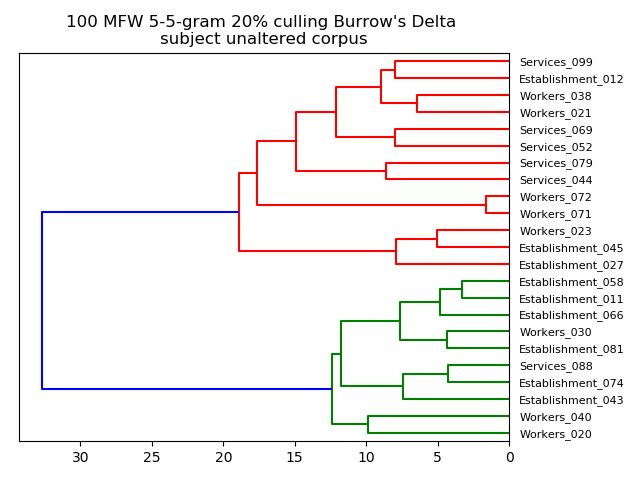 100 MFW 5-5-gram 20% culling Burrow's Delta
subject unaltered corpus
Services_099
Establishment_012
Workers_038
Workers_021
Services_069
Services_052
Services_079
Services_044
Workers_072
Workers_071
Workers_023
Establishment_045
Establishment_027
Establishment_058
Establishment_011
Establishment_066
Workers_030
Establishment_081
Services_088
Establishment_074
Establishment_043
Workers_040
Workers_020
30 25 20 15 10 5 0